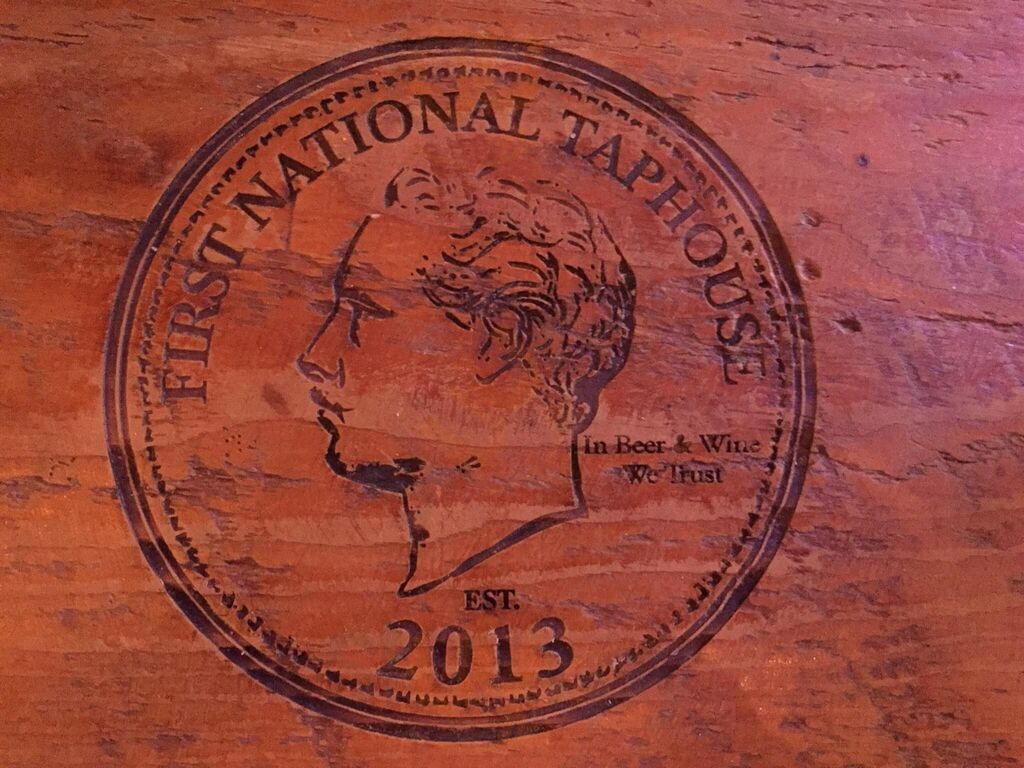 FIRST NATIONAL TAPHOUSE
In Beer & Wine
We Trust
EST.
2013